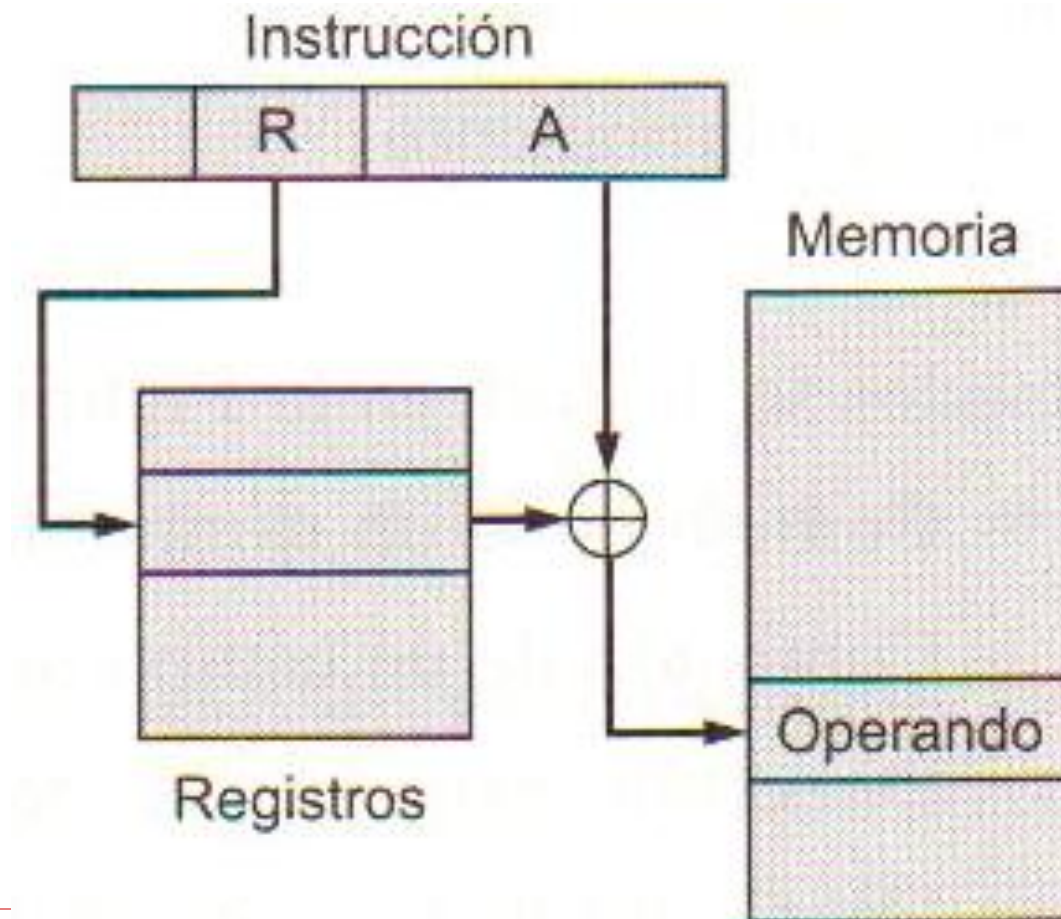 Instrucción
R
A
Memoria
Operando
Registros